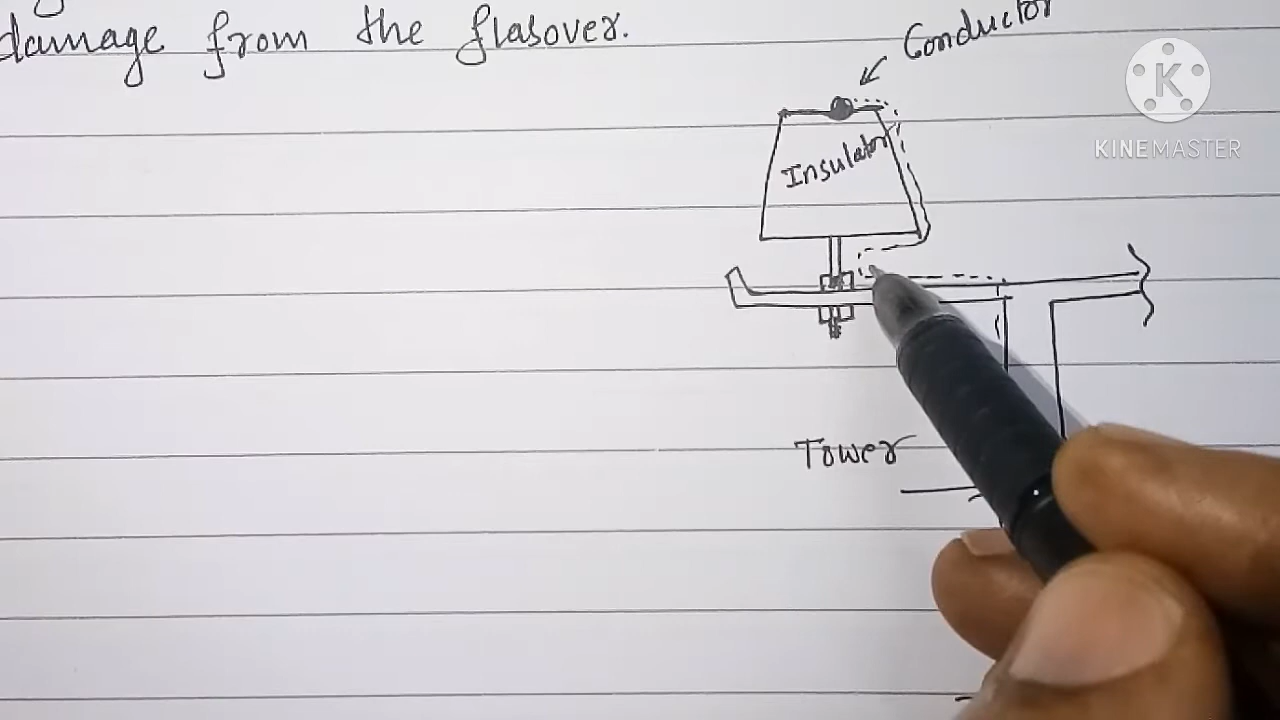 damage from the flasover.
Conductor
K
KINEMASTER
Insulator
Tower